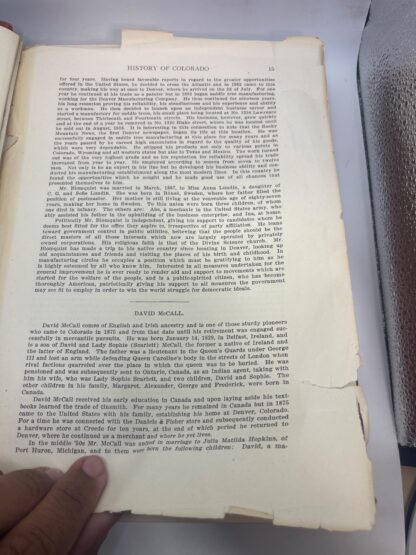 HISTORY OF COLORADO 15
for four years. Having heard favorable reports in regard to the greater opportunities
offered in the United States, he decided to cross the Atlantic and in 1882 came to this
country, making his way at once to Denver, where he arrived on the 2d of July. For one
year he continued at his trade as a painter but in 1883 began saddle tree manufacturing,
working for the Denver Manufacturing Company. He thus continued for nineteen years,
his long retention proving his reliability, his steadfastness and his experience and ability
as a workman. He then decided to launch upon an independent business career and
started a manufactory for saddle trees, his small plant being located at No. 1534 Larimer
street, between Thirteenth and Fourteenth streets. His business, however, grew quickly
and at the end of a year he removed to No. 1320 Blake street, where he was located until
he sold out in August, 1918. It is interesting in this connection to note that the Rocky
Mountain News, the first Denver newspaper, began its life at this location. He was
successfully engaged in saddle tree manufacturing at this place for many years and as
the years passed by he earned high encomiums in regard to the quality of his goods,
which was very dependable. He shipped his products not only to various points in
Colorado, Wyoming and all western states but also to Texas and Mexico. The work turned
out was of the very highest grade and as his reputation for reliability spread his trade
increased from year to year. He employed according to season from seven to twelve
men. Not only is he an expert in his line but he developed his business ability and con-
ducted his manufacturing establishment along the most modern lines. In this country he
found the opportunities which he sought and he made good use of all chances that
presented themselves to him.
Mr. Blomquist was married in March, 1887, to Miss Anna Lundin, a daughter of
C. G. and Sofia Lundin. She was born in Rånas, Sweden, where her father filled the
position of postmaster. Her mother is still living at the venerable age of eighty-seven
years, making her home in Sweden. To this union were born three children, of whom
one died in infancy. The others are: Abe, a mechanic in the United States army, who
ably assisted his father in the upbuilding of the business enterprise; and Ina, at home.
Politically Mr. Blomquist is independent, giving his support to candidates whom he
deems best fitted for the office they aspire to, irrespective of party affiliation. He leans
toward government control in public utilities, believing that the people should be the
direct masters of all those interests which now are largely operated by privately
owned corporations. His religious faith is that of the Divine Science church. Mr.
Blomquist has made a trip to his native country since locating in Denver, looking up
old acquaintances and friends and visiting the places of his birth and childhood. In
manufacturing circles he occupies a position which must be gratifying to him as he
is highly esteemed by all who know him. Interested in all measures undertaken for the
general improvement he is ever ready to render aid and support to movements which are
started for the welfare of the people, and is a public-spirited citizen, who has become
thoroughly American, patriotically giving his support to all measures the government
may see fit to employ in order to win the world struggle for democratic ideals.
DAVID McCALL.
David McCall comes of English and Irish ancestry and is one of those sturdy pioneers
who came to Colorado in 1875 and from that date until his retirement was engaged suc-
cessfully in mercantile pursuits. He was born January 14, 1829, in Belfast, Ireland, and
is a son of David and Lady Sophie (Scarlett) McCall, the former a native of Ireland and
the latter of England. The father was a lieutenant in the Queen's Guards under George
III and lost an arm while defending Queen Caroline's body in the streets of London when
rival factions quarreled over the place in which the queen was to be buried. He was
pensioned and was subsequently sent to Ontario, Canada, as an Indian agent, taking with
him his wife, who was Lady Sophie Scarlett, and two children, David and Sophie. The
other children in his family, Margaret, Alexander, George and Frederick, were born in
Canada.
David McCall received his early education in Canada and upon laying aside his text-
books learned the trade of tinsmith. For many years he remained in Canada but in 1875
came to the United States with his family, establishing his home at Denver, Colorado.
For a time he was connected with the Daniels & Fisher store and subsequently conducted
a hardware store at Creede for ten years, at the end of which period he returned to
Denver, where he continued as a merchant and where he yet lives.
In the middle '50s Mr. McCall was united in marriage to Julia Matilda Hopkins, of
Port Huron, Michigan, and to them were born the following children: David, a ma-